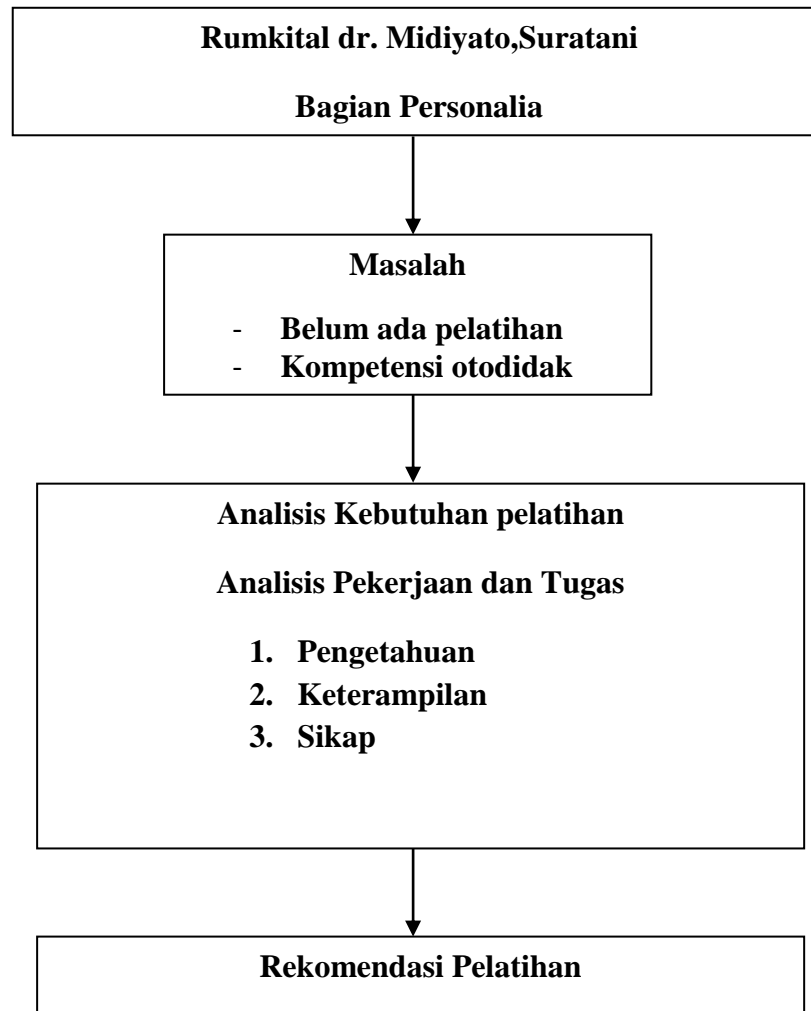 Rumkital dr. Midiyato,Suratani
Bagian Personalia
Masalah
- Belum ada pelatihan
- Kompetensi otodidak
Analisis Kebutuhan pelatihan
Analisis Pekerjaan dan Tugas
1. Pengetahuan
2. Keterampilan
3. Sikap
Rekomendasi Pelatihan